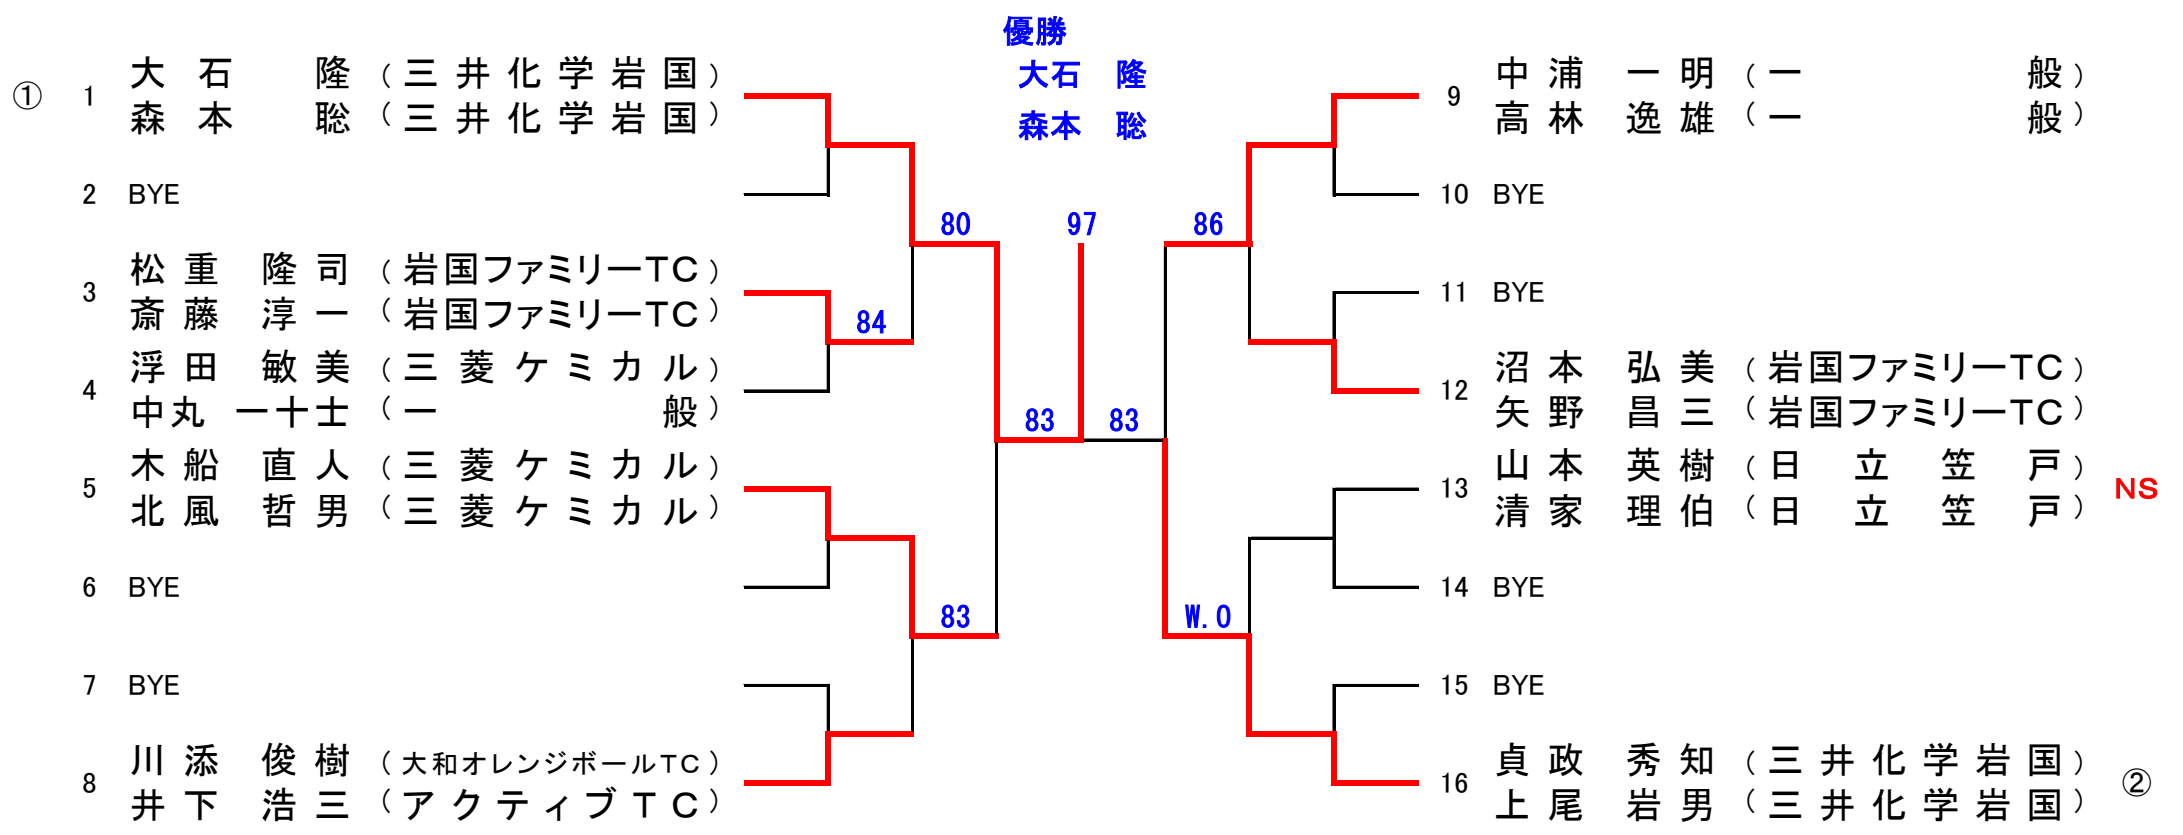 優勝
大石 隆
森本 聡
① 1 大石 隆 (三井化学岩国)
森本 聡 (三井化学岩国)
2 BYE
80
3 松重 隆司 (岩国ファミリーTC)
斎藤 淳一 (岩国ファミリーTC)
84
4 浮田 敏美 (三菱ケミカル)
中丸 一十士 (一般)
83
5 木船 直人 (三菱ケミカル)
北風 哲男 (三菱ケミカル)
6 BYE
83
7 BYE
8 川添 俊樹 (大和オレンジボールTC)
井下 浩三 (アクティブTC)
97
9 中浦 一明 (一般)
高林 逸雄 (一般)
10 BYE
86
11 BYE
12 沼本 弘美 (岩国ファミリーTC)
矢野 昌三 (岩国ファミリーTC)
83
13 山本 英樹 (日立笠戸) NS
清家 理伯 (日立笠戸)
14 BYE
W.O
15 BYE
16 貞政 秀知 (三井化学岩国) ②
上尾 岩男 (三井化学岩国)